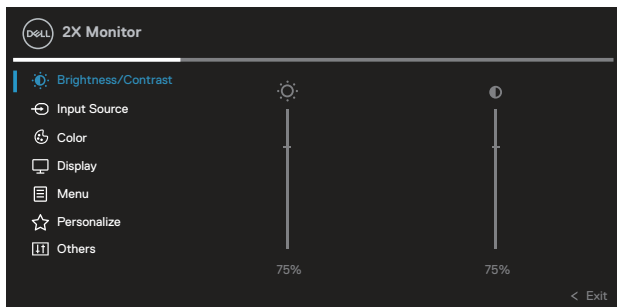 DELL 2X Monitor
Brightness/Contrast
Input Source
Color
Display
Menu
Personalize
Others
75% 75%
< Exit